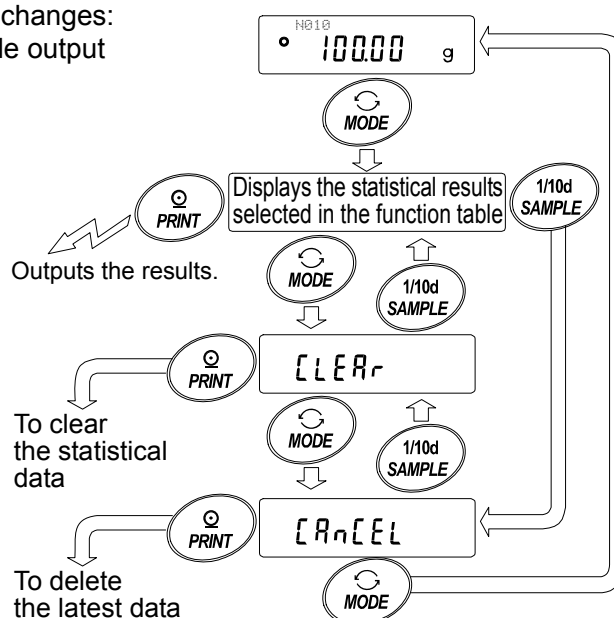 changes:
le output
N010
100.00 g
MODE
PRINT
Displays the statistical results
selected in the function table
1/10d
SAMPLE
Outputs the results.
MODE
1/10d
SAMPLE
PRINT
CLEAr
To clear
the statistical
data
MODE
1/10d
SAMPLE
PRINT
CAnCEL
To delete
the latest data
MODE